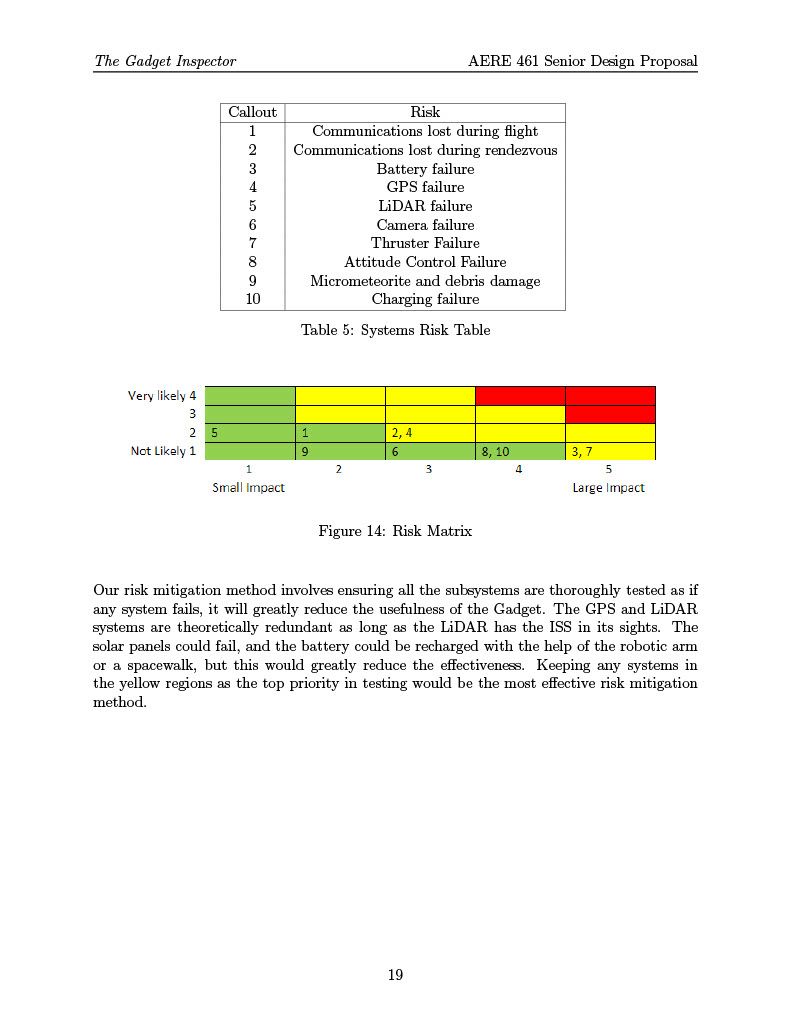 The Gadget Inspector AERE 461 Senior Design Proposal
Callout Risk
1 Communications lost during flight
2 Communications lost during rendezvous
3 Battery failure
4 GPS failure
5 LiDAR failure
6 Camera failure
7 Thruster Failure
8 Attitude Control Failure
9 Micrometeorite and debris damage
10 Charging failure
Table 5: Systems Risk Table
Very likely 4
3
2 5 1 2, 4
Not Likely 1 9 6 8, 10 3, 7
1 2 3 4 5
Small Impact Large Impact
Figure 14: Risk Matrix
Our risk mitigation method involves ensuring all the subsystems are thoroughly tested as if
any system fails, it will greatly reduce the usefulness of the Gadget. The GPS and LiDAR
systems are theoretically redundant as long as the LiDAR has the ISS in its sights. The
solar panels could fail, and the battery could be recharged with the help of the robotic arm
or a spacewalk, but this would greatly reduce the effectiveness. Keeping any systems in
the yellow regions as the top priority in testing would be the most effective risk mitigation
method.
19